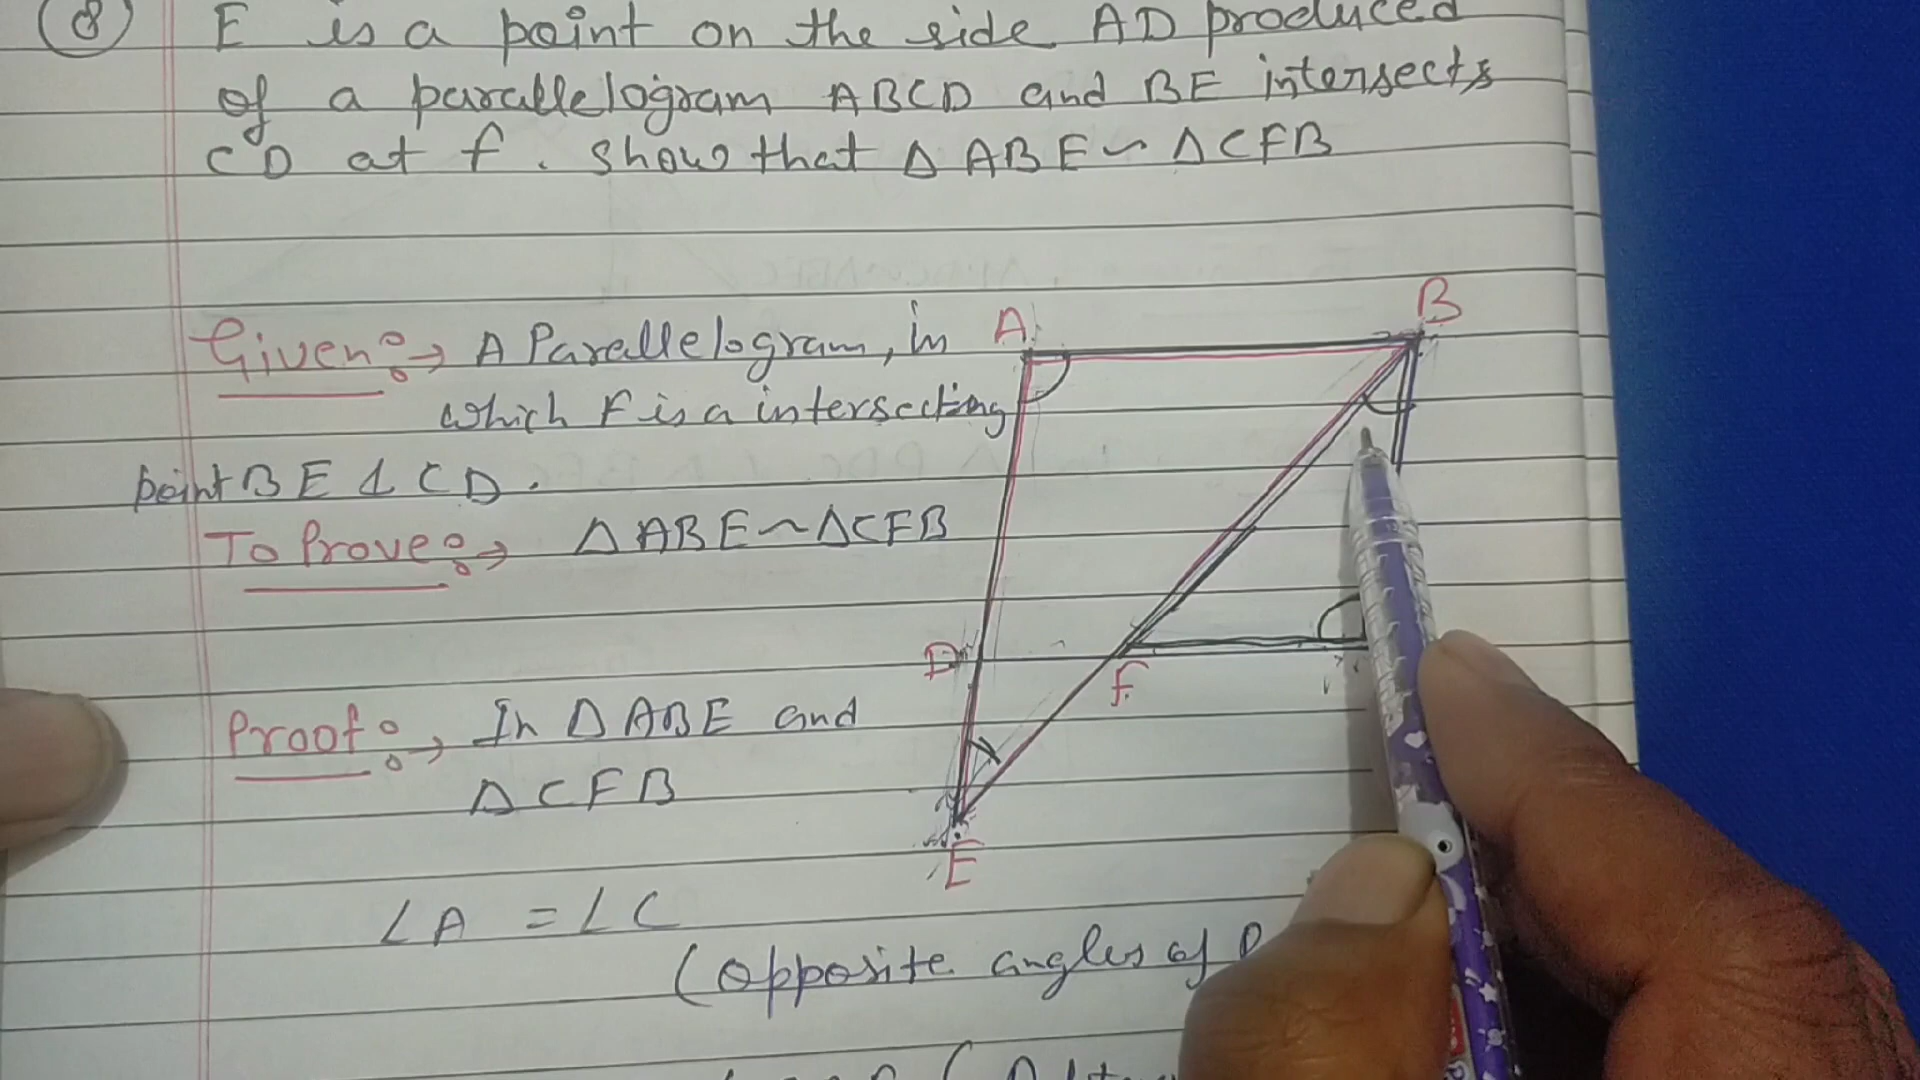 8 E is a point on the side AD produced
of a parallelogram ABCD and BE intersects
CD at f. Show that Δ ABE ~ ΔCFB
Given:→ A Parallelogram, in
which F is a intersecting
point BE & CD.
To Prove:→ Δ ABE ~ ΔCFB
Proof:→ In Δ ABE and
Δ CFB
∠A = ∠C
(opposite angles of
A
B
D
f
E